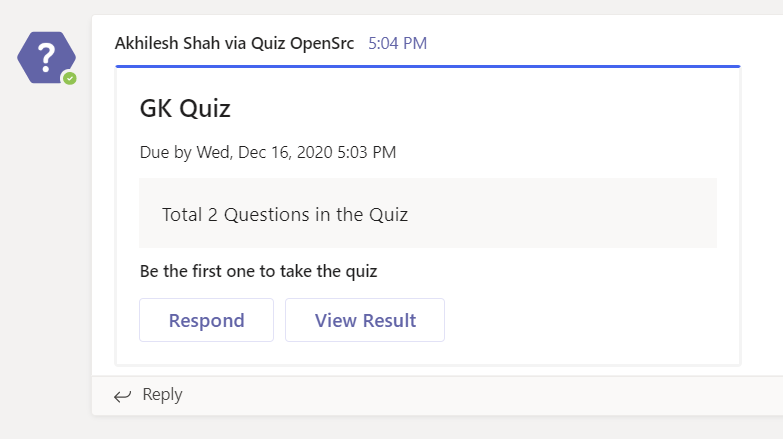 ?
Akhilesh Shah via Quiz OpenSrc 5:04 PM
GK Quiz
Due by Wed, Dec 16, 2020 5:03 PM
Total 2 Questions in the Quiz
Be the first one to take the quiz
Respond View Result
Reply